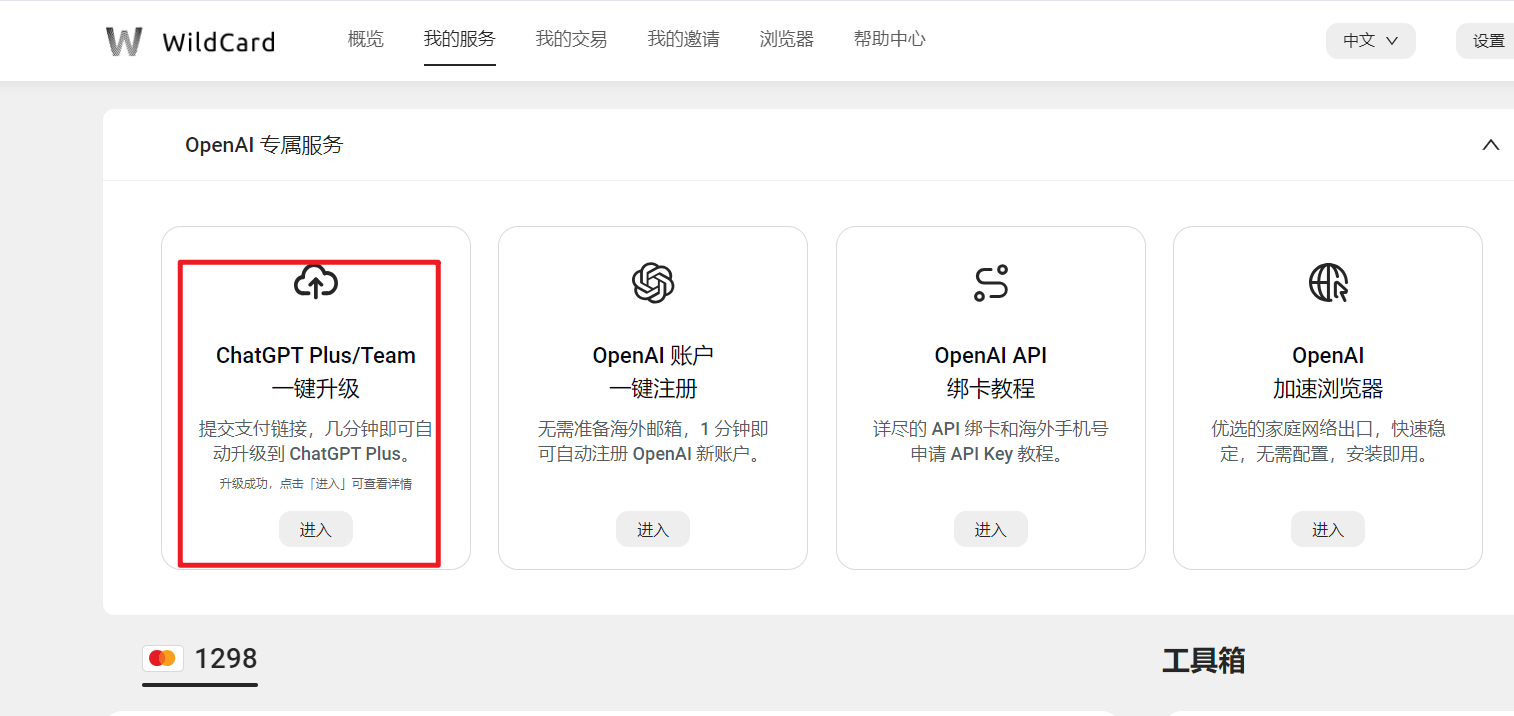 W WildCard 概览 我的服务 我的交易 我的邀请 浏览器 帮助中心 中文 设置
OpenAI 专属服务
ChatGPT Plus/Team
一键升级
提交支付链接，几分钟即可自
动升级到 ChatGPT Plus。
升级成功，点击「进入」可查看详情
进入
OpenAI 账户
一键注册
无需准备海外邮箱，1 分钟即
可自动注册 OpenAI 新账户。
进入
OpenAI API
绑卡教程
详尽的 API 绑卡和海外手机号
申请 API Key 教程。
进入
OpenAI
加速浏览器
优选的家庭网络出口，快速稳
定，无需配置，安装即用。
进入
1298
工具箱